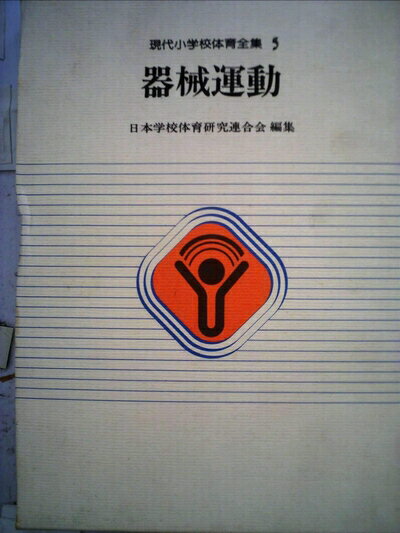 現代小学校体育全集 5
器械運動
日本学校体育研究連合会 編集